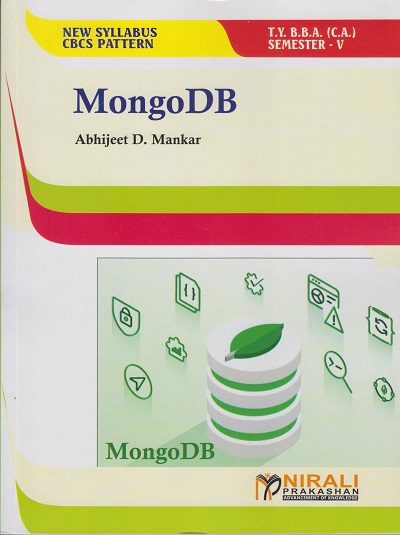 NEW SYLLABUS
CBCS PATTERN
T.Y. B.B.A. (C.A.)
SEMESTER - V
MongoDB
Abhijeet D. Mankar
{ }
MongoDB
NIRALI
PRAKASHAN
ADVANCEMENT OF KNOWLEDGE